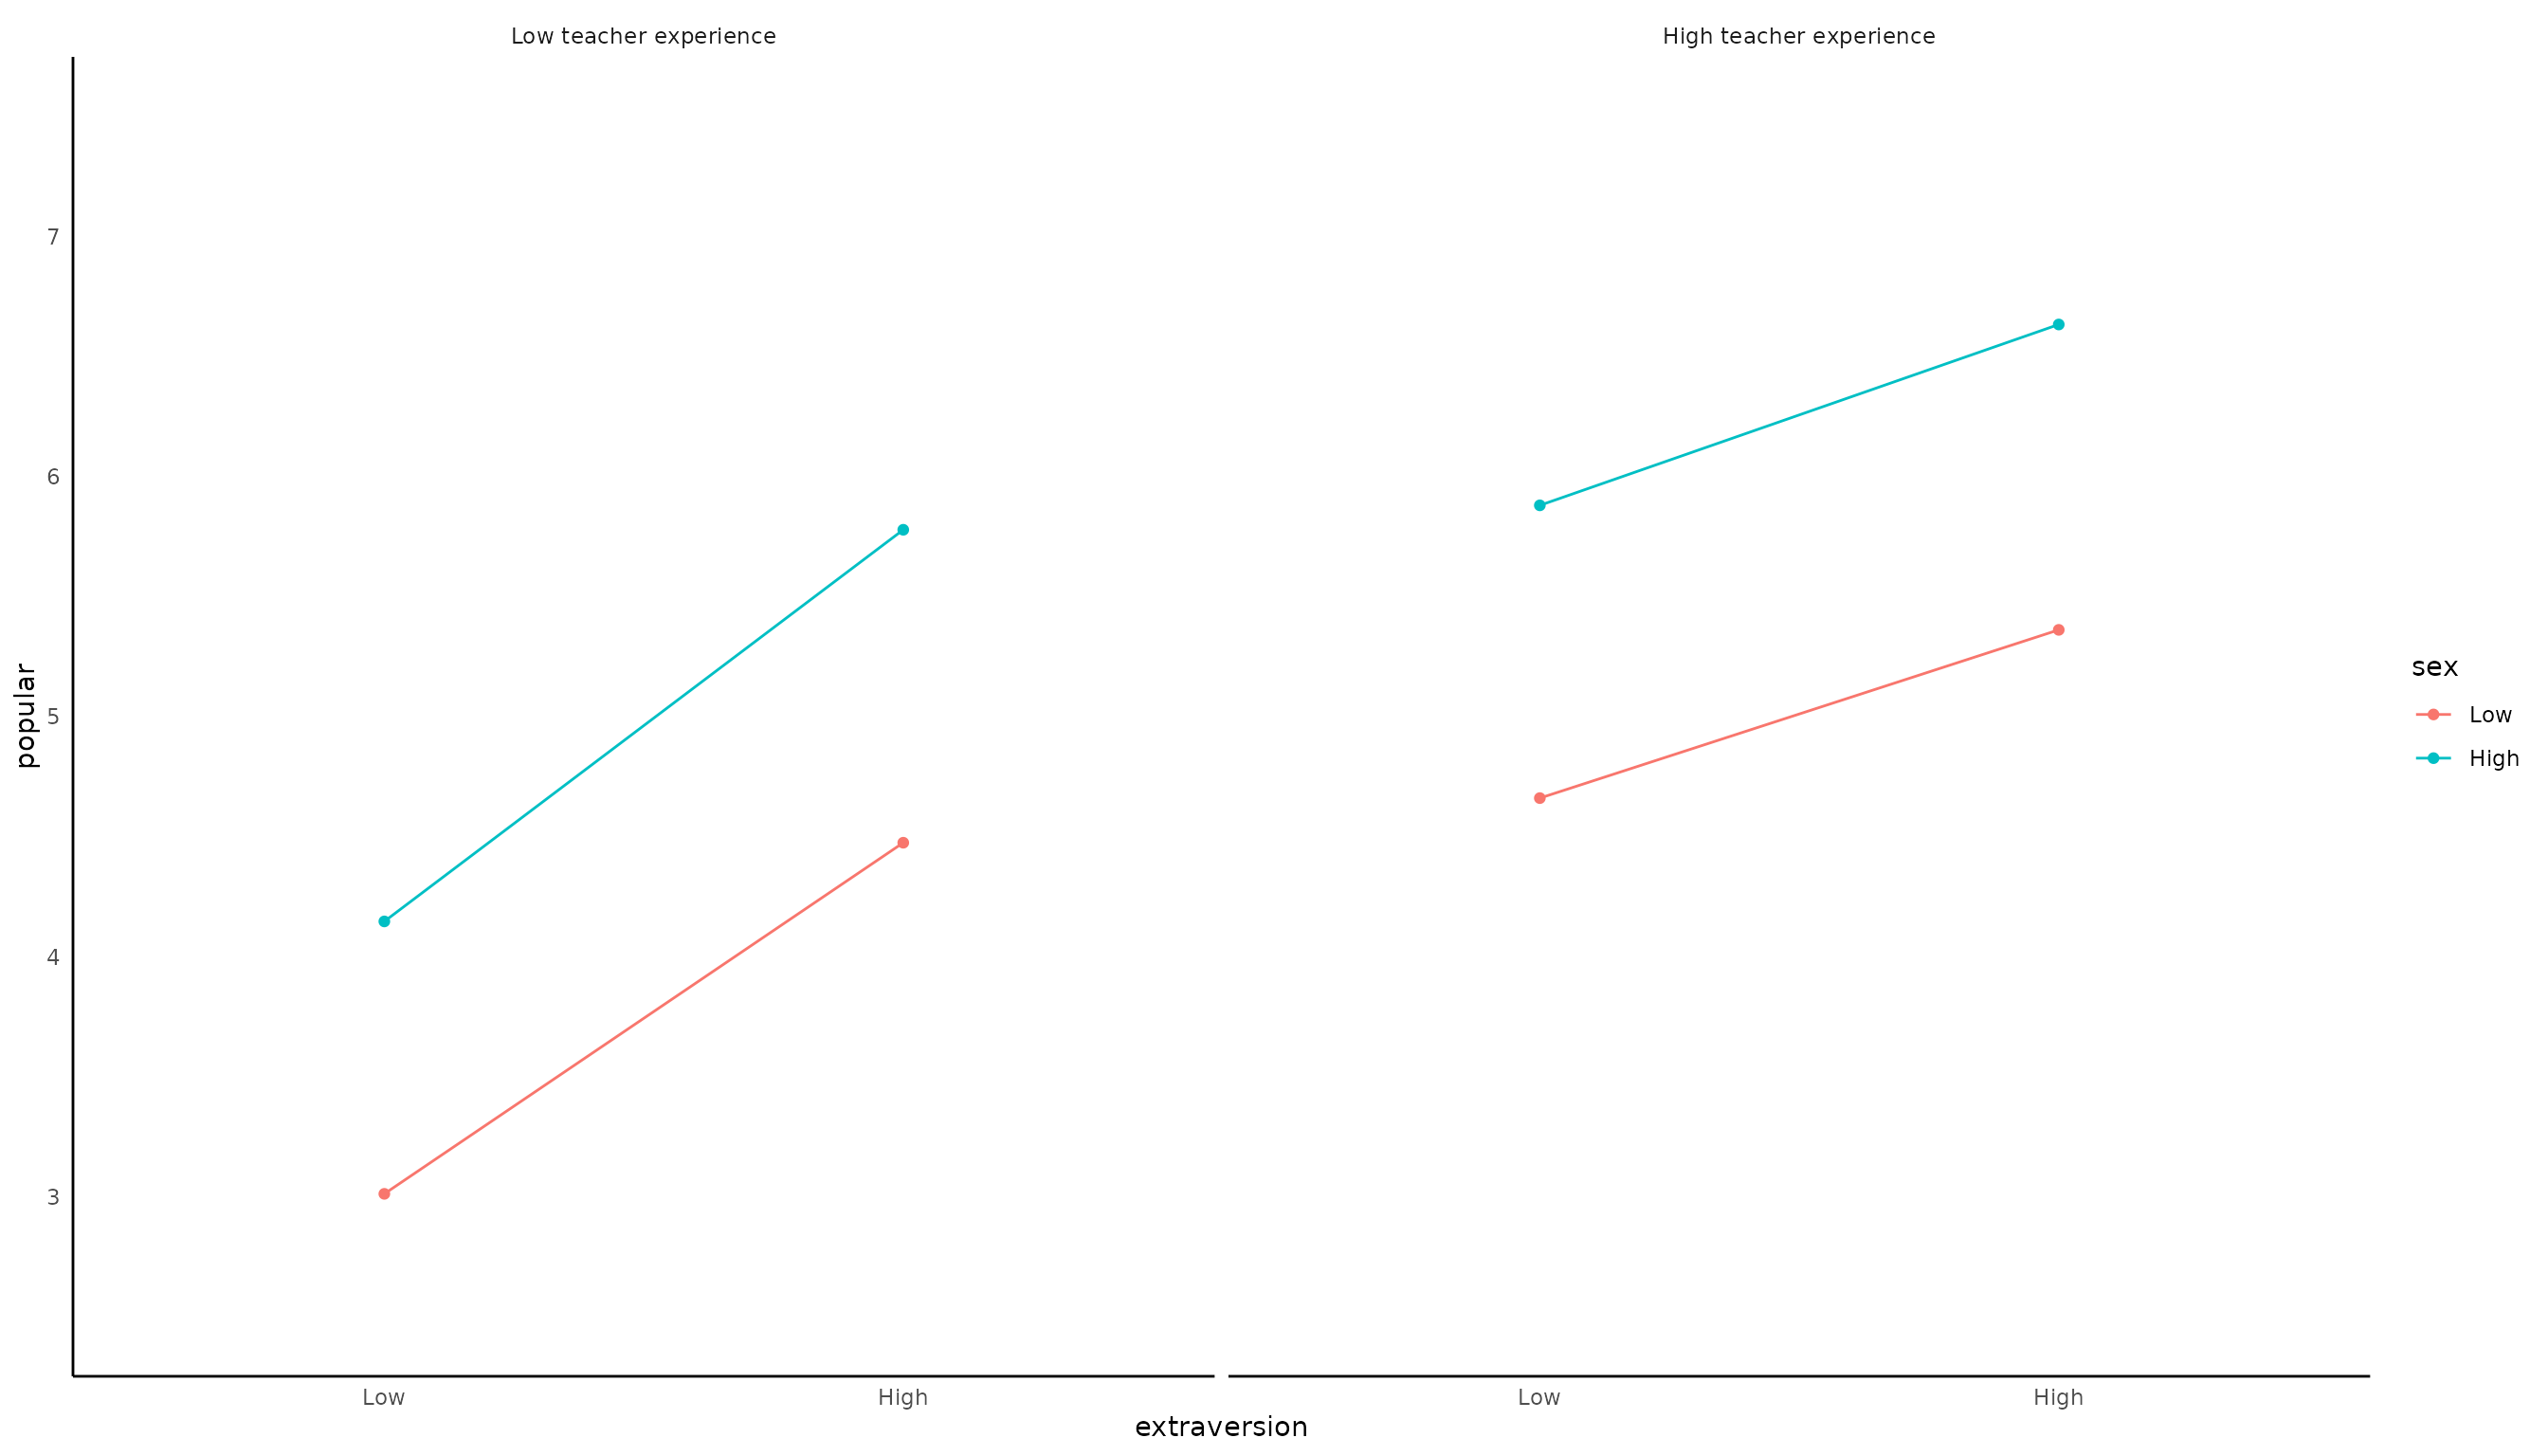 Low teacher experience
High teacher experience
popular
7
6
5
4
3
Low
High
Low
High
extraversion
sex
Low
High